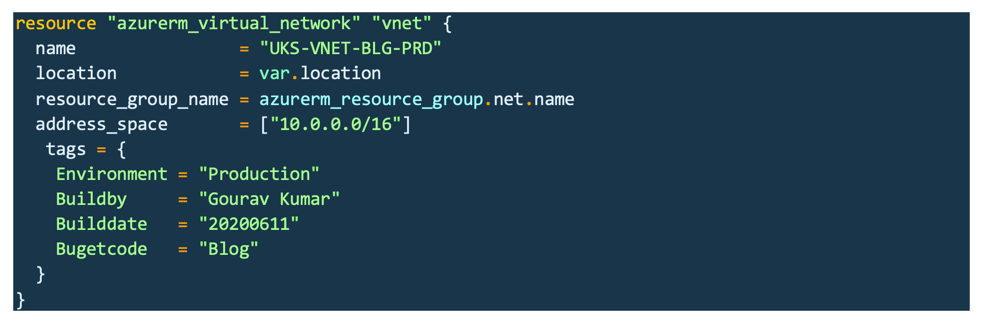 resource "azurerm_virtual_network" "vnet" {
  name                = "UKS-VNET-BLG-PRD"
  location            = var.location
  resource_group_name = azurerm_resource_group.net.name
  address_space       = ["10.0.0.0/16"]
   tags = {
    Environment = "Production"
    Buildby     = "Gourav Kumar"
    Builddate   = "20200611"
    Bugetcode   = "Blog"
  }
}